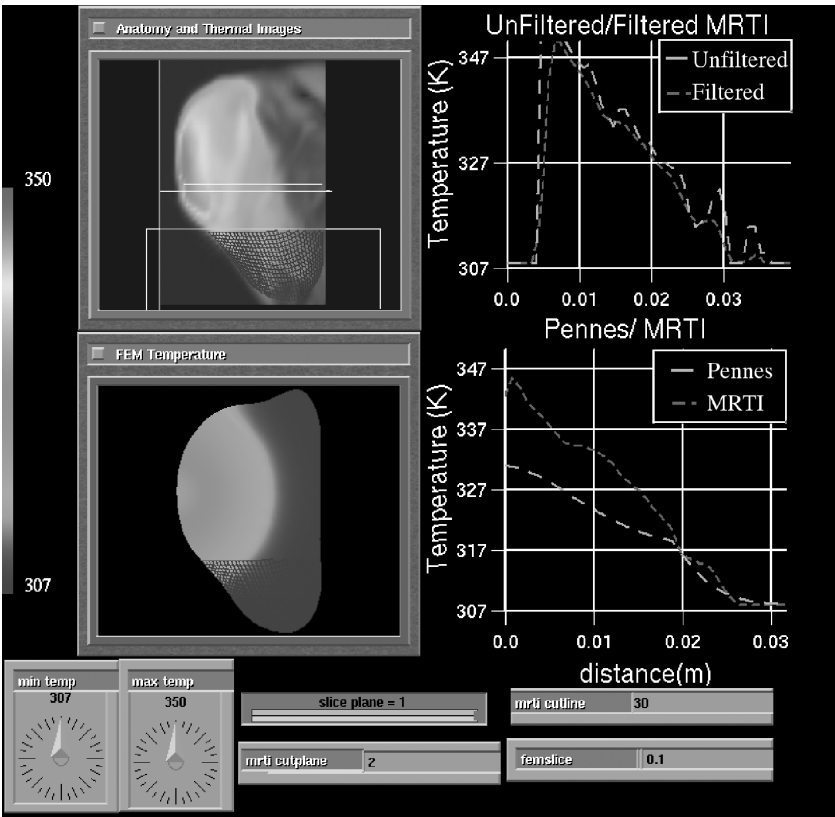 Anatomy and Thermal Images
350
307
FEM Temperature
UnFiltered/Filtered MRTI
Unfiltered
Filtered
Temperature (K)
347
327
307
0.0 0.01 0.02 0.03
Pennes/ MRTI
Pennes
MRTI
Temperature (K)
347
337
327
317
307
0.0 0.01 0.02 0.03
distance(m)
min temp
307
max temp
350
slice plane = 1
mrti cutline 30
mrti cutplane 2
femslice 0.1